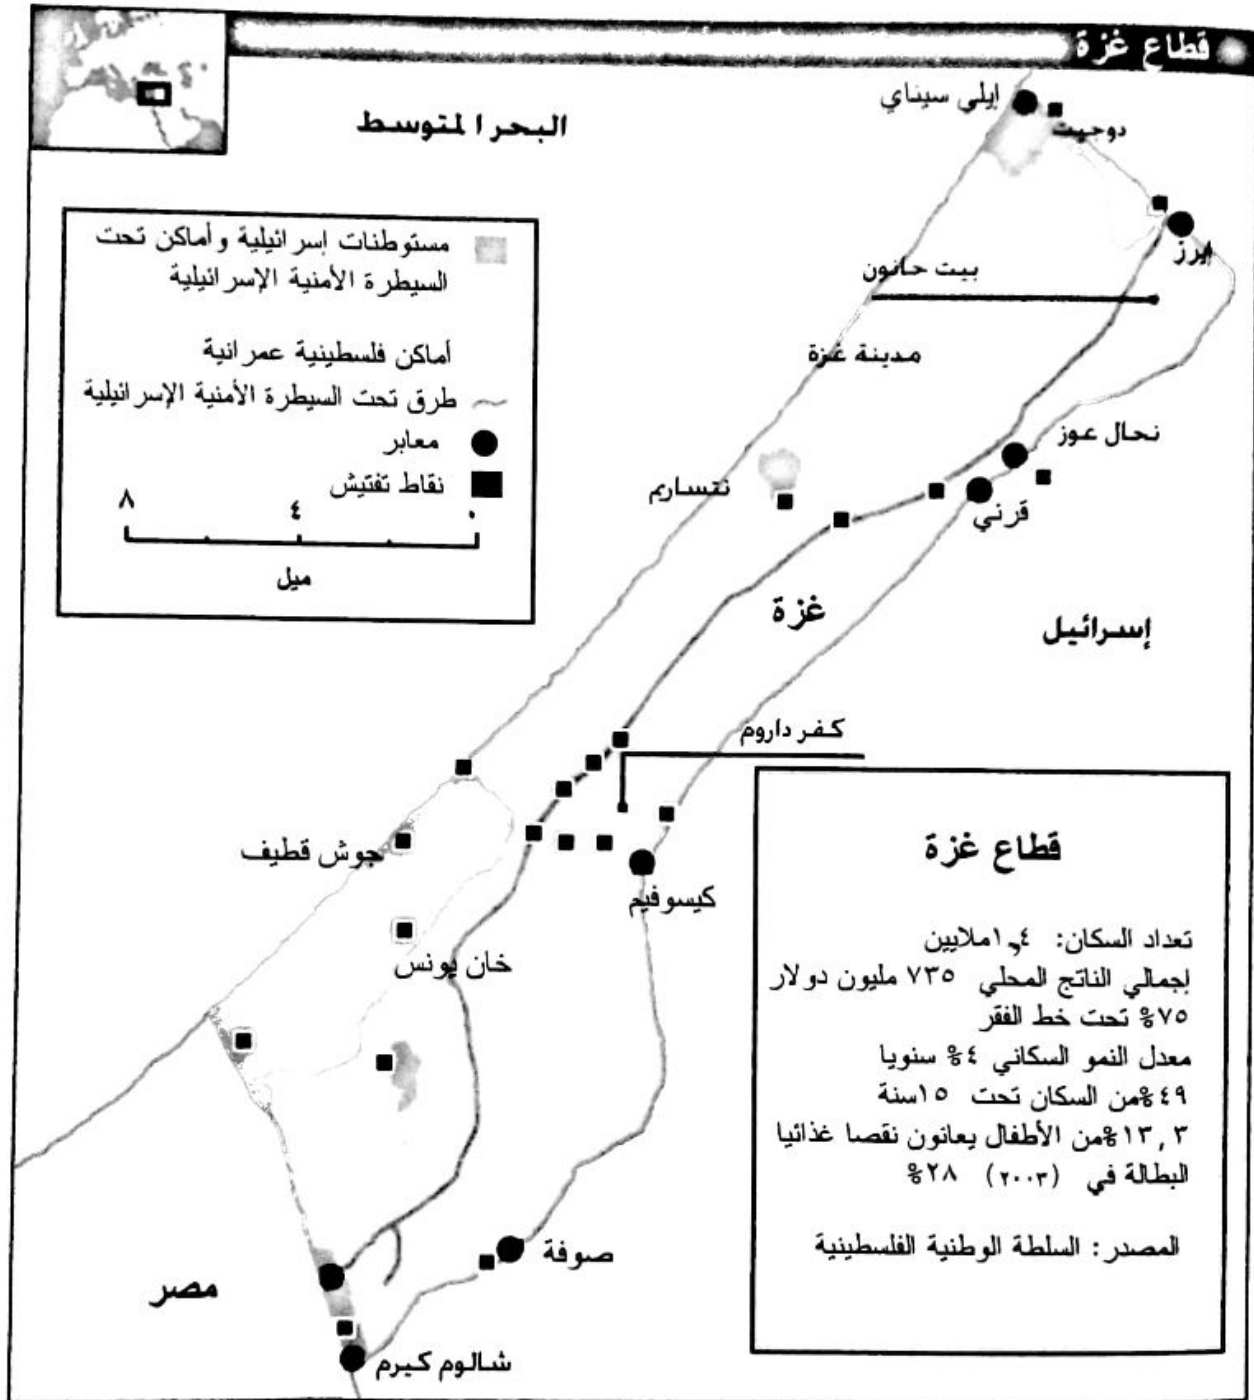 قطاع غزة
البحر المتوسط
إيلي سيناي
دوجيت
إيرز
بيت حانون
مدينة غزة
نحال عوز
نتساريم
قرني
غزة
إسرائيل
كفر داروم
جوش قطيف
كيسوفيم
خان يونس
صوفة
مصر
شالوم كيرم
مستوطنات إسرائيلية وأماكن تحت
السيطرة الأمنية الإسرائيلية
أماكن فلسطينية عمرانية
طرق تحت السيطرة الأمنية الإسرائيلية
معابر
نقاط تفتيش
٨ ٤ ٠
ميل
قطاع غزة
تعداد السكان: ١,٤ملايين
إجمالي الناتج المحلي ٧٣٥ مليون دولار
٧٥% تحت خط الفقر
معدل النمو السكاني ٤% سنويا
٤٩%من السكان تحت ١٥سنة
١٣,٣%من الأطفال يعانون نقصا غذائيا
البطالة في (٢٠٠٣) ٢٨%
المصدر: السلطة الوطنية الفلسطينية